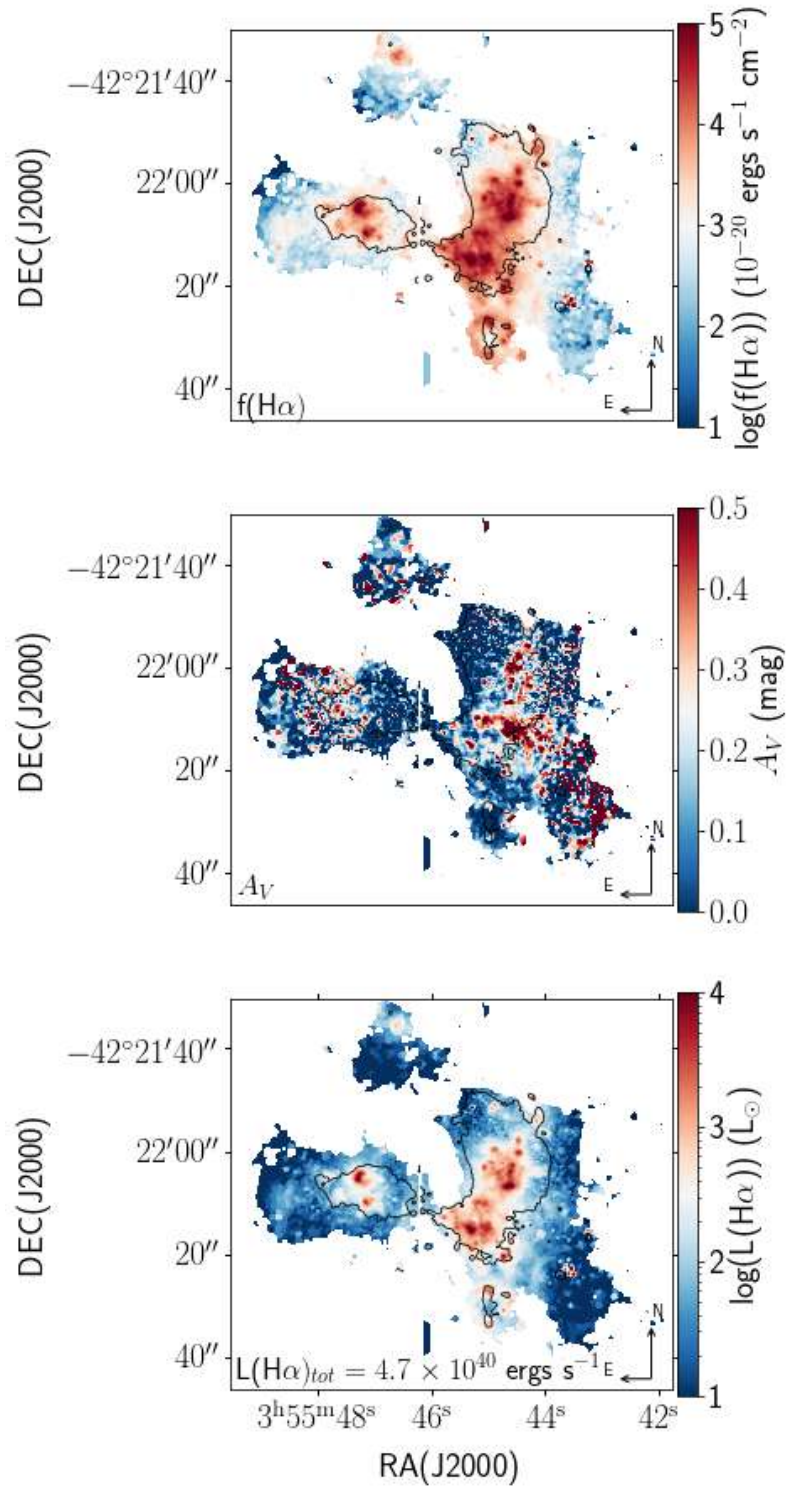 −42°21′40″
22′00″
20″
40″
DEC(J2000)
f(Hα)
N
E
5
4
3
2
1
log(f(Hα)) (10⁻²⁰ ergs s⁻¹ cm⁻²)
−42°21′40″
22′00″
20″
40″
DEC(J2000)
A_V
N
E
0.5
0.4
0.3
0.2
0.1
0.0
A_V (mag)
−42°21′40″
22′00″
20″
40″
DEC(J2000)
L(Hα)_tot = 4.7 × 10⁴⁰ ergs s⁻¹
N
E
4
3
2
1
log(L(Hα)) (L⊙)
3ʰ55ᵐ48ˢ 46ˢ 44ˢ 42ˢ
RA(J2000)